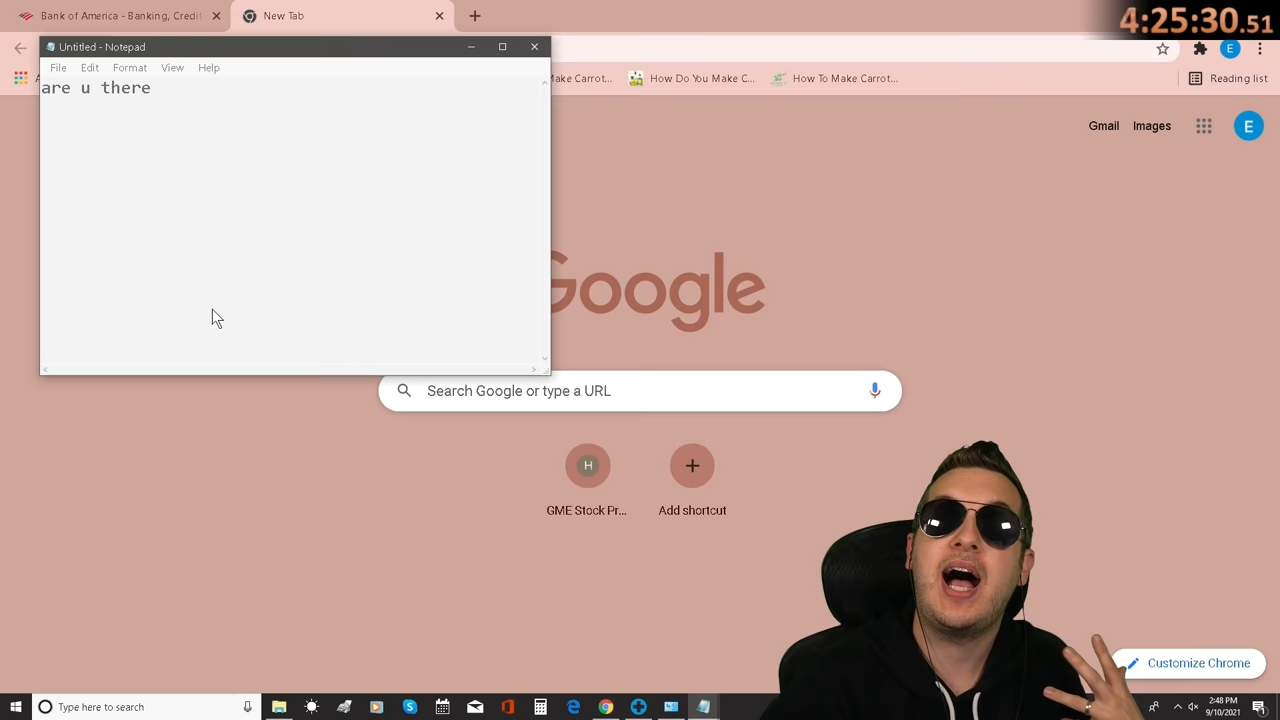 Bank of America - Banking, Credit
New Tab
4:25:30.51
Untitled - Notepad
File Edit Format View Help
are u there
Make Carrot...
How Do You Make C...
How To Make Carrot...
Reading list
E
Gmail
Images
E
Google
Search Google or type a URL
H
GME Stock Pr...
Add shortcut
Customize Chrome
Type here to search
2:48 PM
9/10/2021